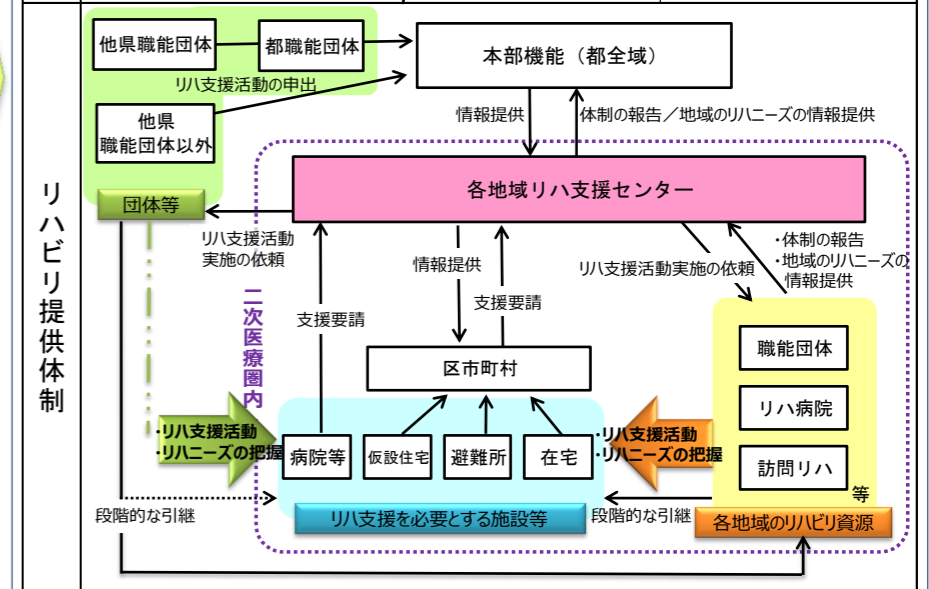 リハビリ提供体制
他県職能団体
都職能団体
本部機能（都全域）
リハ支援活動の申出
他県
職能団体以外
情報提供
体制の報告／地域のリハニーズの情報提供
各地域リハ支援センター
団体等
リハ支援活動
実施の依頼
情報提供
リハ支援活動実施の依頼
・体制の報告
・地域のリハニーズの
情報提供
二次医療圏内
支援要請
支援要請
区市町村
職能団体
リハ病院
訪問リハ
等
・リハ支援活動
・リハニーズの把握
病院等
仮設住宅
避難所
在宅
・リハ支援活動
・リハニーズの把握
段階的な引継
リハ支援を必要とする施設等
段階的な引継
各地域のリハビリ資源